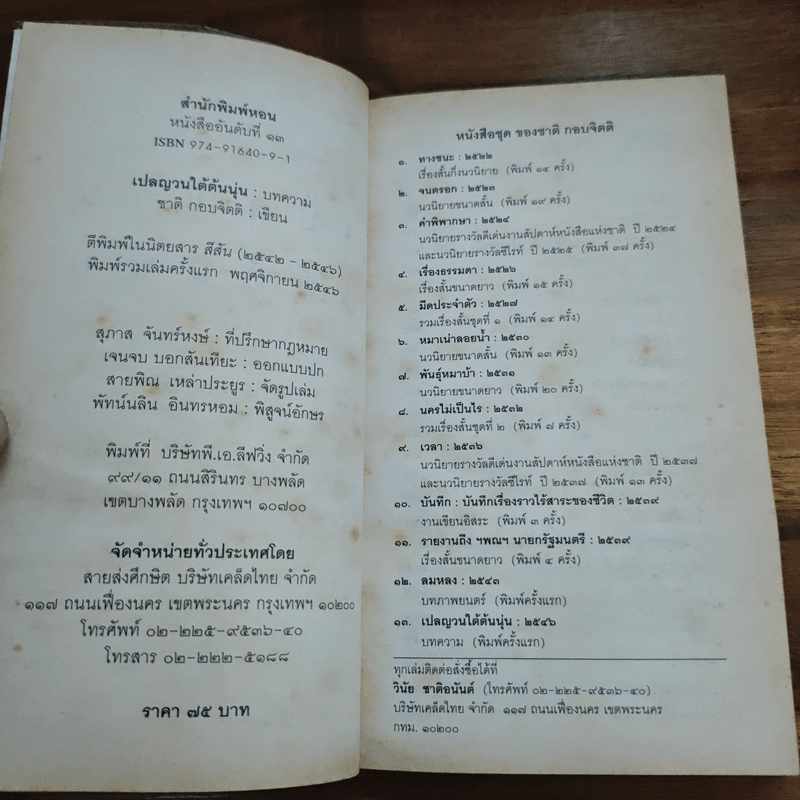 สำนักพิมพ์หอน
หนังสืออันดับที่ ๑๓
ISBN 974-91640-9-1
เปลญวนใต้ต้นนุ่น : บทความ
ชาติ กอบจิตติ : เขียน
ตีพิมพ์ในนิตยสาร สีสัน (๒๕๔๒ – ๒๕๔๖)
พิมพ์รวมเล่มครั้งแรก พฤศจิกายน ๒๕๔๖
สุภาส จันทร์หงษ์ : ที่ปรึกษากฎหมาย
เจนจบ บอกสันเทียะ : ออกแบบปก
สายพิณ เหล่าประยูร : จัดรูปเล่ม
พัทน์นลิน อินทรหอม : พิสูจน์อักษร
พิมพ์ที่ บริษัทพี.เอ.ลีฟวิ่ง จำกัด
๙๙/๑๑ ถนนสิรินทร บางพลัด
เขตบางพลัด กรุงเทพฯ ๑๐๗๐๐
จัดจำหน่ายทั่วประเทศโดย
สายส่งศึกษิต บริษัทเคล็ดไทย จำกัด
๑๑๗ ถนนเฟื่องนคร เขตพระนคร กรุงเทพฯ ๑๐๒๐๐
โทรศัพท์ ๐๒-๒๒๕-๙๕๓๖-๔๐
โทรสาร ๐๒-๒๒๒-๕๑๘๘
ราคา ๗๕ บาท
หนังสือชุด ของชาติ กอบจิตติ
๑. ทางชนะ : ๒๕๒๒
เรื่องสั้นกึ่งนวนิยาย (พิมพ์ ๑๔ ครั้ง)
๒. จนตรอก : ๒๕๒๓
นวนิยายขนาดสั้น (พิมพ์ ๑๙ ครั้ง)
๓. คำพิพากษา : ๒๕๒๔
นวนิยายรางวัลดีเด่นงานสัปดาห์หนังสือแห่งชาติ ปี ๒๕๒๔
และนวนิยายรางวัลซีไรท์ ปี ๒๕๒๕ (พิมพ์ ๓๗ ครั้ง)
๔. เรื่องธรรมดา : ๒๕๒๖
เรื่องสั้นขนาดยาว (พิมพ์ ๑๕ ครั้ง)
๕. มีดประจำตัว : ๒๕๒๗
รวมเรื่องสั้นชุดที่ ๑ (พิมพ์ ๑๔ ครั้ง)
๖. หมาเน่าลอยน้ำ : ๒๕๓๐
นวนิยายขนาดสั้น (พิมพ์ ๑๓ ครั้ง)
๗. พันธุ์หมาบ้า : ๒๕๓๑
นวนิยายขนาดยาว (พิมพ์ ๒๐ ครั้ง)
๘. นครไม่เป็นไร : ๒๕๓๒
รวมเรื่องสั้นชุดที่ ๒ (พิมพ์ ๗ ครั้ง)
๙. เวลา : ๒๕๓๖
นวนิยายรางวัลดีเด่นงานสัปดาห์หนังสือแห่งชาติ ปี ๒๕๓๗
และนวนิยายรางวัลซีไรท์ ปี ๒๕๓๗ (พิมพ์ ๑๓ ครั้ง)
๑๐. บันทึก : บันทึกเรื่องราวไร้สาระของชีวิต : ๒๕๓๙
งานเขียนอิสระ (พิมพ์ ๓ ครั้ง)
๑๑. รายงานถึง ฯพณฯ นายกรัฐมนตรี : ๒๕๓๙
เรื่องสั้นขนาดยาว (พิมพ์ ๔ ครั้ง)
๑๒. ลมหลง : ๒๕๔๓
บทภาพยนตร์ (พิมพ์ครั้งแรก)
๑๓. เปลญวนใต้ต้นนุ่น : ๒๕๔๖
บทความ (พิมพ์ครั้งแรก)
ทุกเล่มติดต่อสั่งซื้อได้ที่
วินัย ชาติอนันต์ (โทรศัพท์ ๐๒-๒๒๕-๙๕๓๖-๔๐)
บริษัทเคล็ดไทย จำกัด ๑๑๗ ถนนเฟื่องนคร เขตพระนคร
กทม. ๑๐๒๐๐